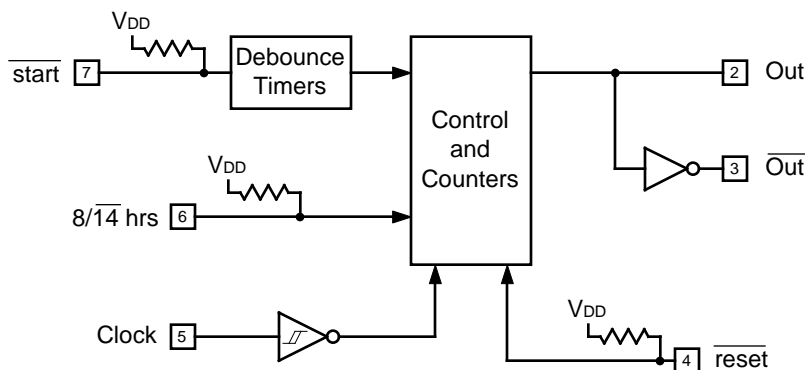 VDD
start
7
Debounce
Timers
Control
and
Counters
2
Out
3
Out
VDD
8/14 hrs
6
Clock
5
VDD
4
reset